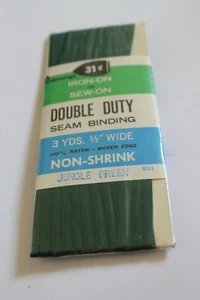 31¢
IRON-ON
or
SEW-ON
DOUBLE DUTY
SEAM BINDING
3 YDS. ½" WIDE
100% RAYON - WOVEN EDGE
NON-SHRINK
JUNGLE GREEN